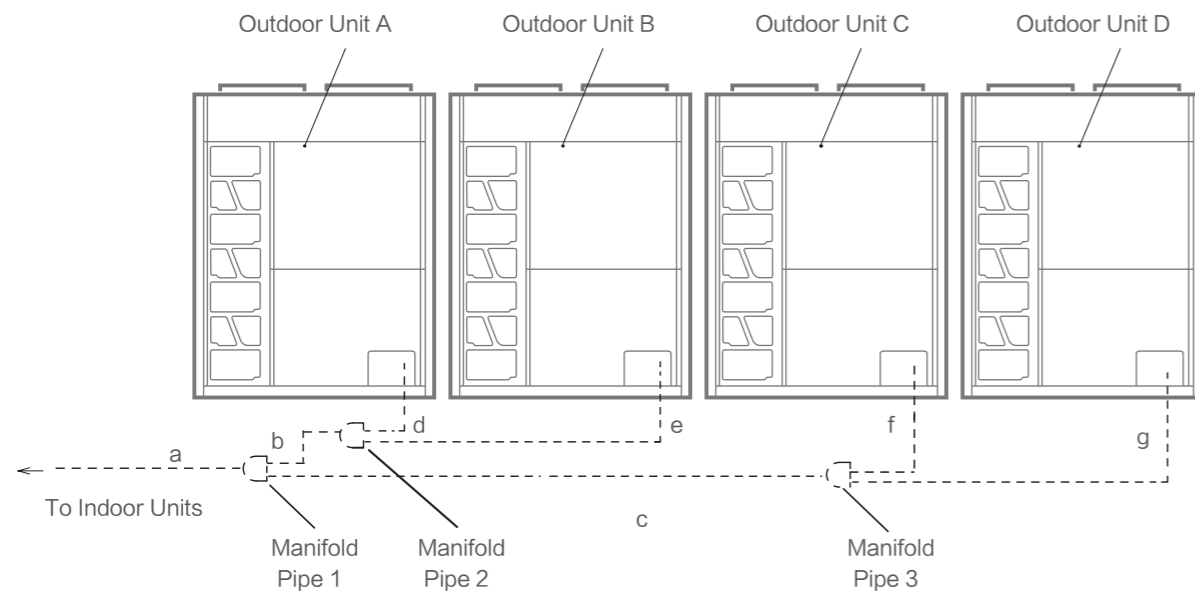 Outdoor Unit A
Outdoor Unit B
Outdoor Unit C
Outdoor Unit D
d
e
f
g
b
a
To Indoor Units
c
Manifold
Pipe 1
Manifold
Pipe 2
Manifold
Pipe 3